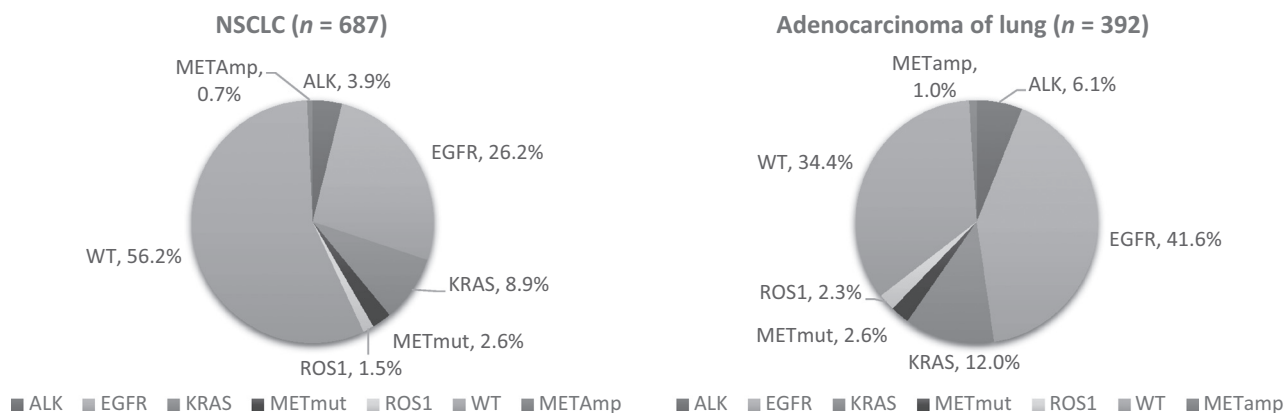 NSCLC (n = 687)
METAmp,
0.7%
ALK, 3.9%
EGFR, 26.2%
WT, 56.2%
KRAS, 8.9%
METmut, 2.6%
ROS1, 1.5%
ALK EGFR KRAS METmut ROS1 WT METAmp
Adenocarcinoma of lung (n = 392)
METamp,
1.0%
ALK, 6.1%
WT, 34.4%
EGFR, 41.6%
ROS1, 2.3%
METmut, 2.6%
KRAS, 12.0%
ALK EGFR KRAS METmut ROS1 WT METamp